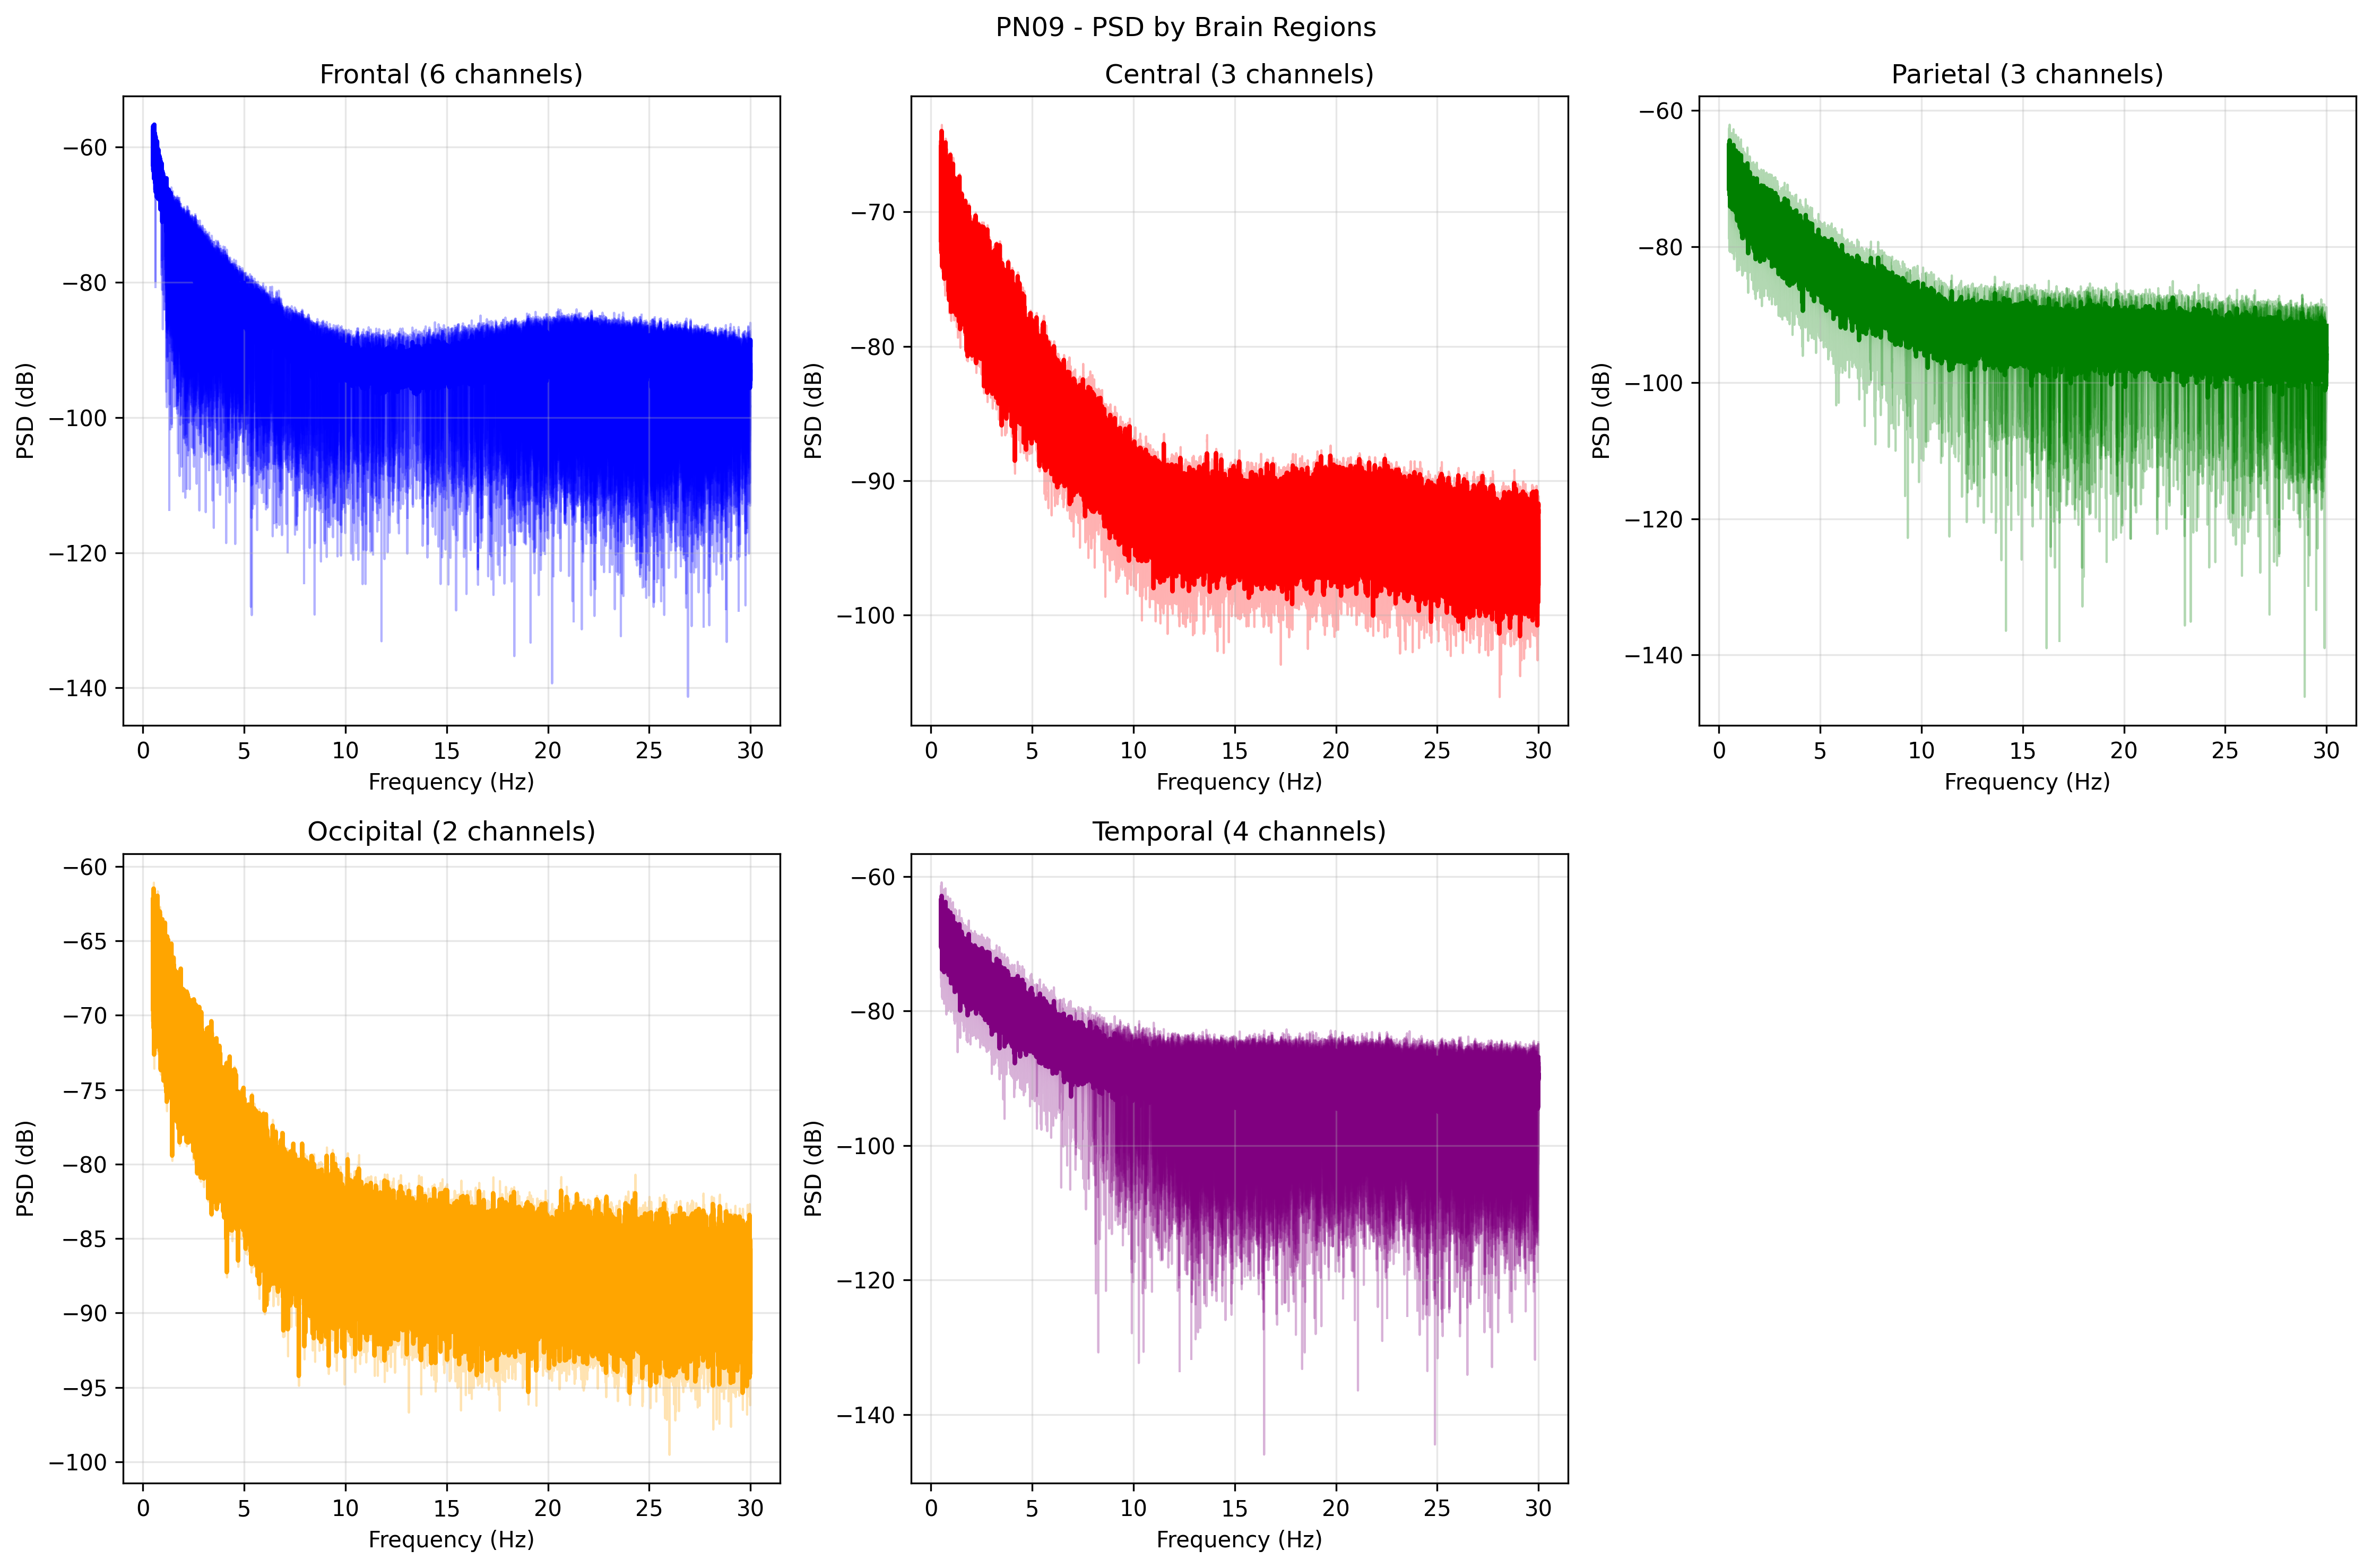 PN09 - PSD by Brain Regions
Frontal (6 channels)
−60
−80
−100
−120
−140
PSD (dB)
0 5 10 15 20 25 30
Frequency (Hz)
Central (3 channels)
−70
−80
−90
−100
PSD (dB)
0 5 10 15 20 25 30
Frequency (Hz)
Parietal (3 channels)
−60
−80
−100
−120
−140
PSD (dB)
0 5 10 15 20 25 30
Frequency (Hz)
Occipital (2 channels)
−60
−65
−70
−75
−80
−85
−90
−95
−100
PSD (dB)
0 5 10 15 20 25 30
Frequency (Hz)
Temporal (4 channels)
−60
−80
−100
−120
−140
PSD (dB)
0 5 10 15 20 25 30
Frequency (Hz)